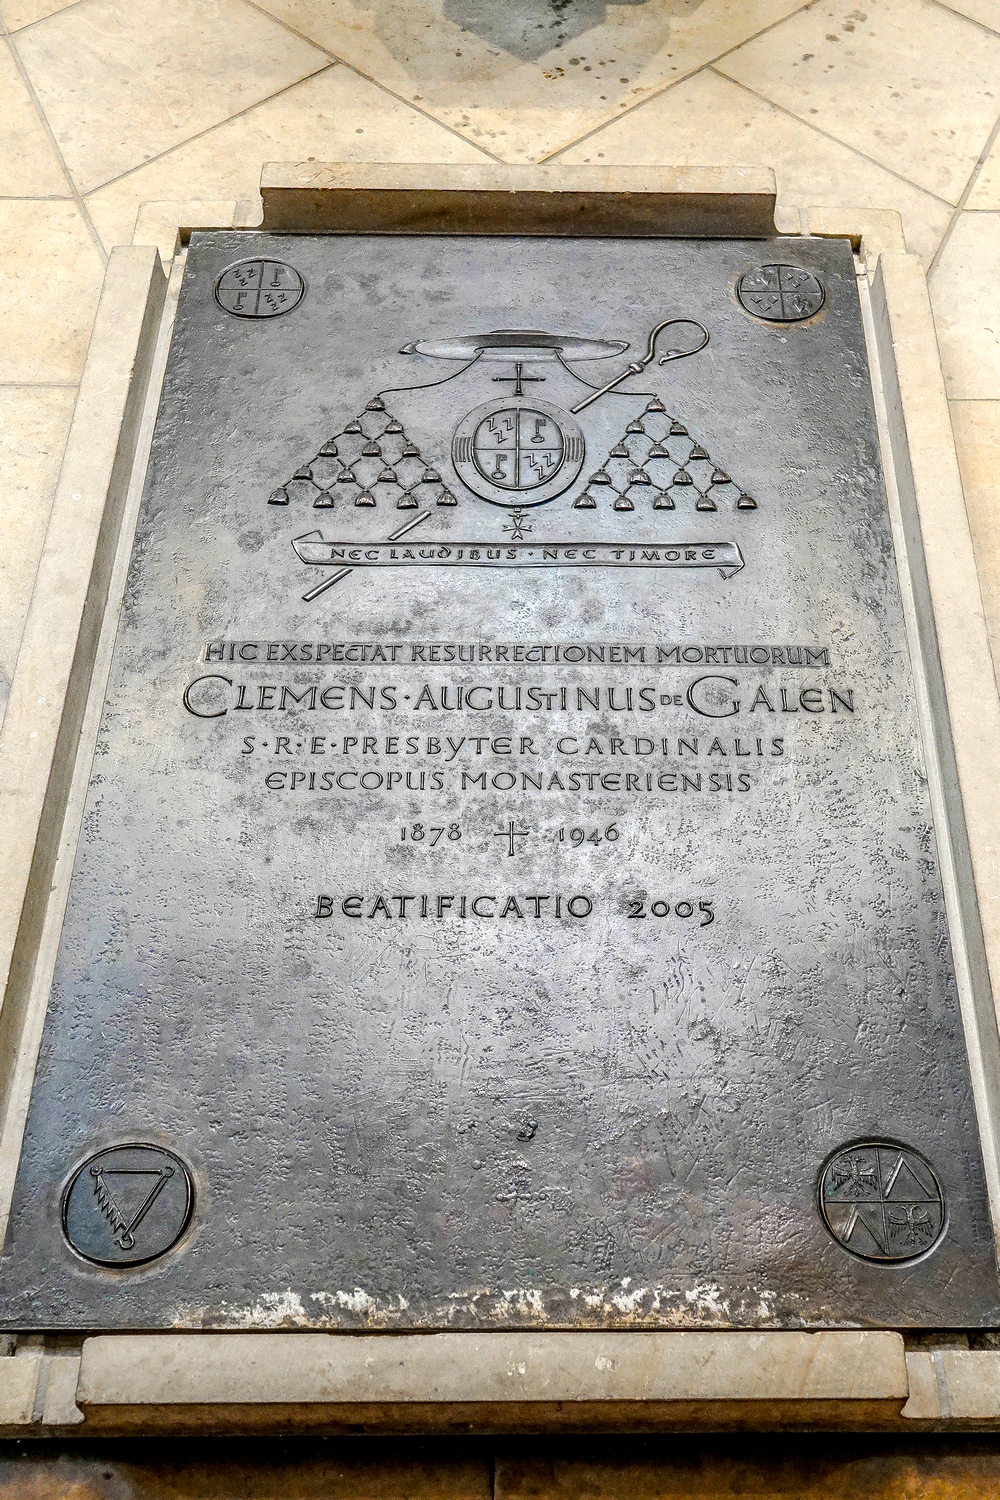 NEC LAUDIBUS · NEC TIMORE
HIC EXSPECTAT RESURRECTIONEM MORTUORUM
CLEMENS·AUGUSTINUS DE GALEN
S·R·E·PRESBYTER CARDINALIS
EPISCOPUS MONASTERIENSIS
1878 † 1946
BEATIFICATIO 2005